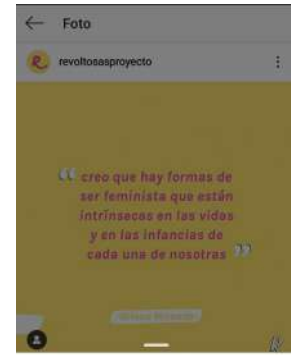 Foto
revoltosasproyecto
“ creo que hay formas de
ser feminista que están
intrínsecas en las vidas
y en las infancias de
cada una de nosotras ”